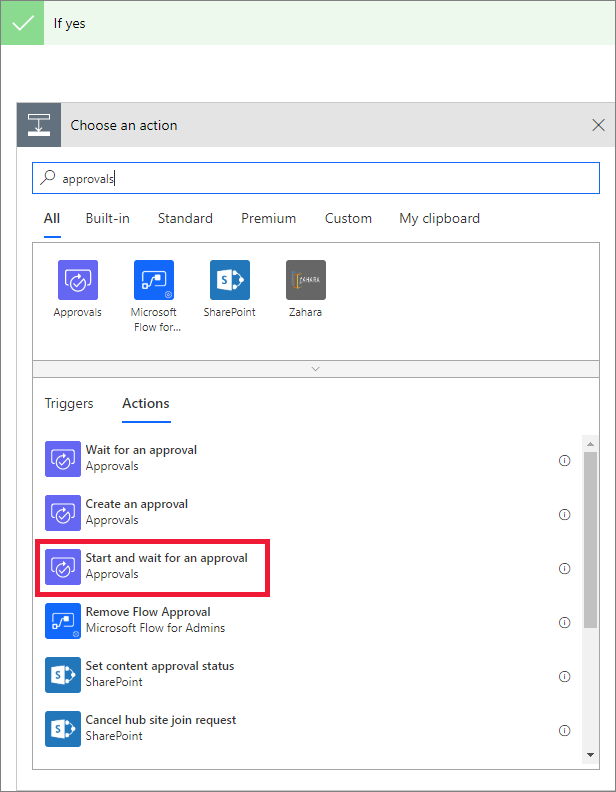 If yes
Choose an action
approvals
All Built-in Standard Premium Custom My clipboard
Approvals Microsoft Flow for... SharePoint Zahara
ZAHARA
Triggers Actions
Wait for an approval
Approvals
Create an approval
Approvals
Start and wait for an approval
Approvals
Remove Flow Approval
Microsoft Flow for Admins
Set content approval status
SharePoint
Cancel hub site join request
SharePoint